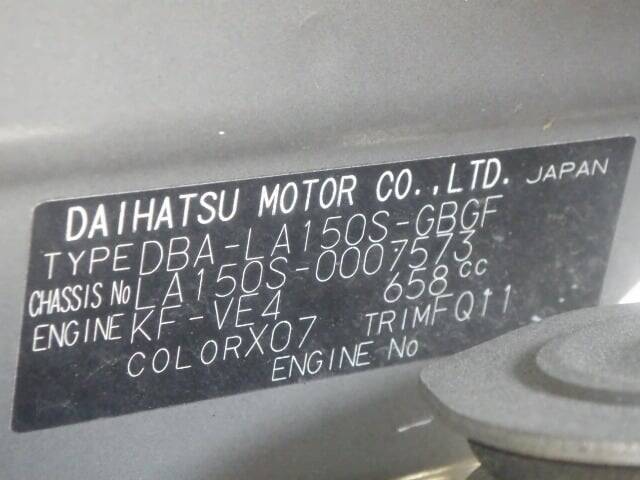 DAIHATSU MOTOR CO.,LTD. JAPAN
TYPE DBA-LA150S-GBGF
CHASSIS No LA150S-0007573
ENGINE KF-VE4 658cc
COLOR X07 TRIM FQ11
ENGINE No